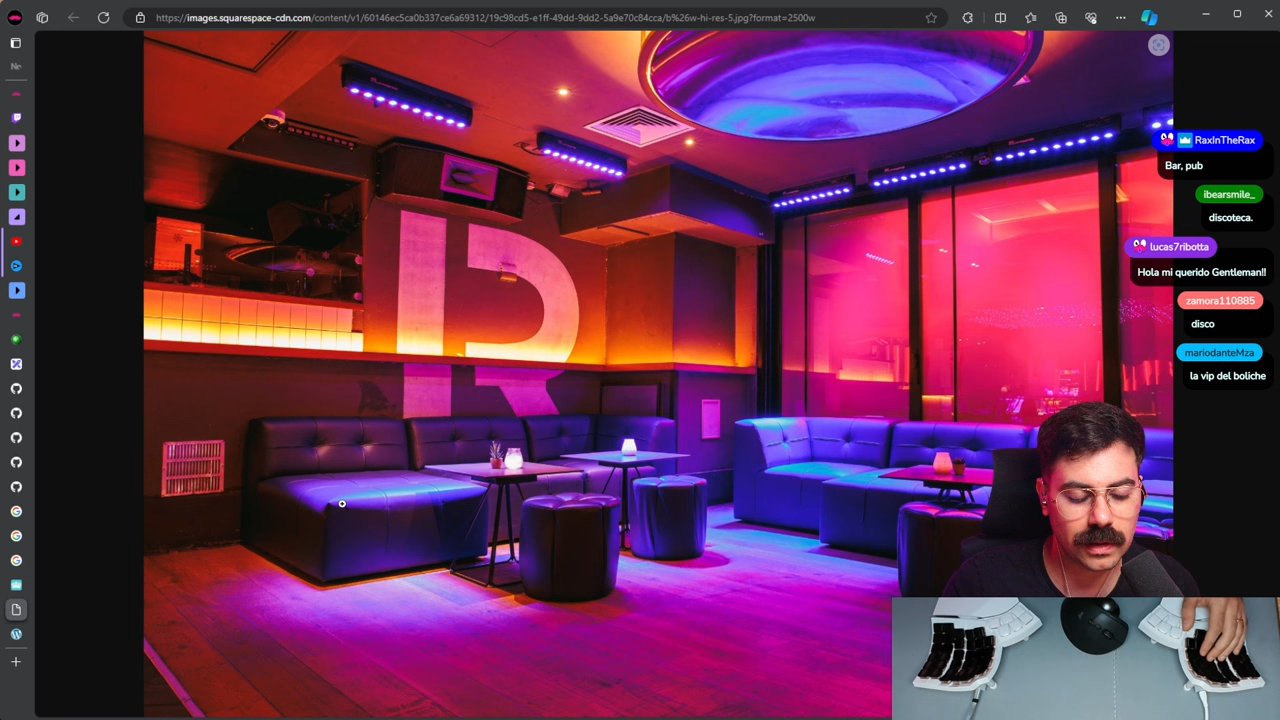 https://images.squarespace-cdn.com/content/v1/60146ec5ca0b337ce6a69312/19c98cd5-e1ff-49dd-9dd2-5a9e70c84cca/b%26w-hi-res-5.jpg?format=2500w
R
RaxInTheRax
Bar, pub
ibearsmile_
discoteca.
lucas7ribotta
Hola mi querido Gentleman!!
zamora110885
disco
mariodanteMza
la vip del boliche